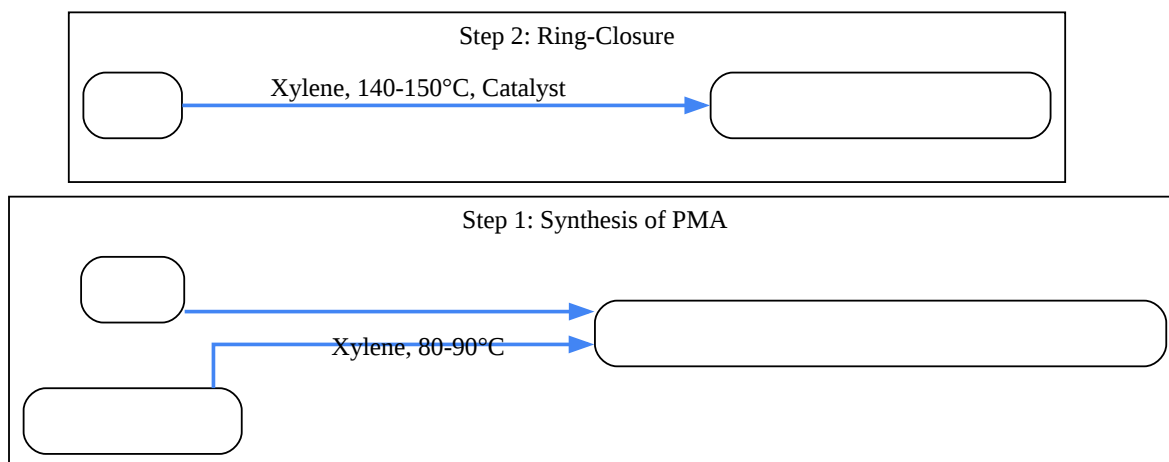 Step 2: Ring-Closure
Xylene, 140-150°C, Catalyst
Step 1: Synthesis of PMA
Xylene, 80-90°C